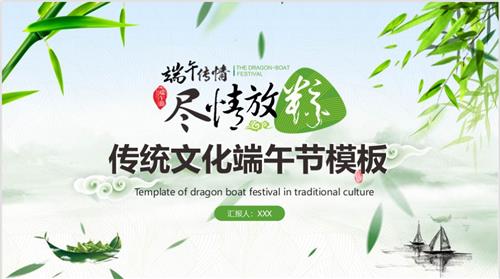 端午传情
THE DRAGON-BOAT
FESTIVAL
尽情放粽
传统文化端午节模板
Template of dragon boat festival in traditional culture
汇报人：XXX